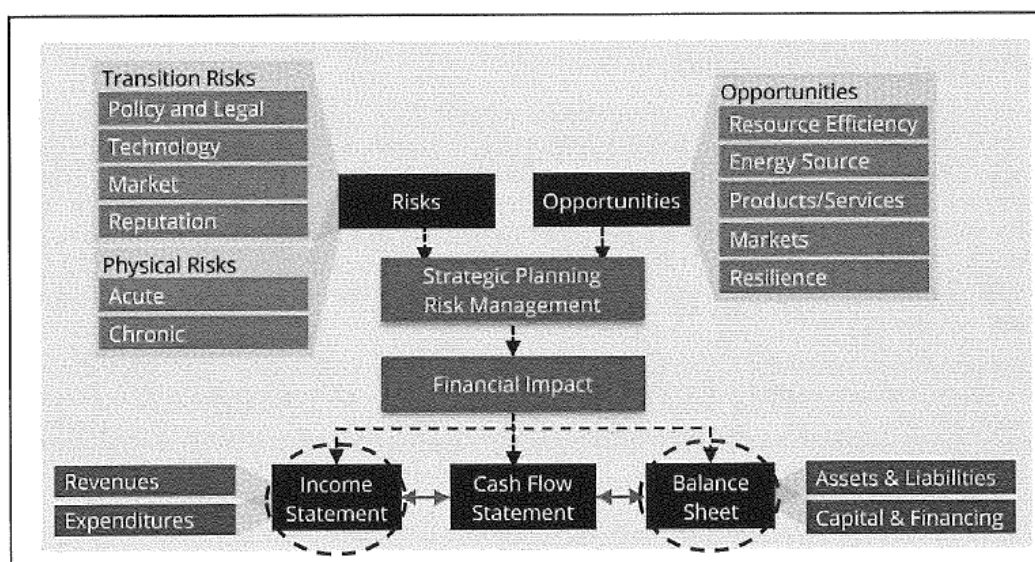 Transition Risks
Policy and Legal
Technology
Market
Reputation
Physical Risks
Acute
Chronic
Risks
Opportunities
Opportunities
Resource Efficiency
Energy Source
Products/Services
Markets
Resilience
Strategic Planning
Risk Management
Financial Impact
Revenues
Expenditures
Income
Statement
Cash Flow
Statement
Balance
Sheet
Assets & Liabilities
Capital & Financing